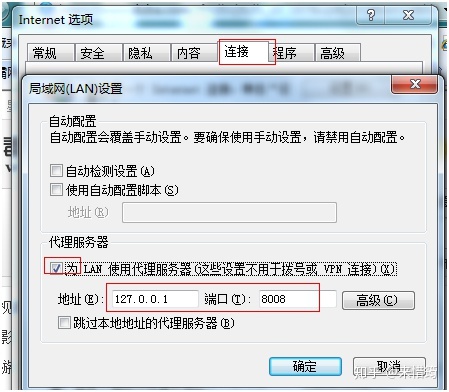 Internet 选项
常规 安全 隐私 内容 连接 程序 高级
局域网(LAN)设置
自动配置
自动配置会覆盖手动设置。要确保使用手动设置，请禁用自动配置。
自动检测设置(A)
使用自动配置脚本(S)
地址(R)
代理服务器
为 LAN 使用代理服务器(这些设置不用于拨号或 VPN 连接)(X)
地址(E): 127.0.0.1 端口(T): 8008 高级(C)
跳过本地地址的代理服务器(B)
确定 取消